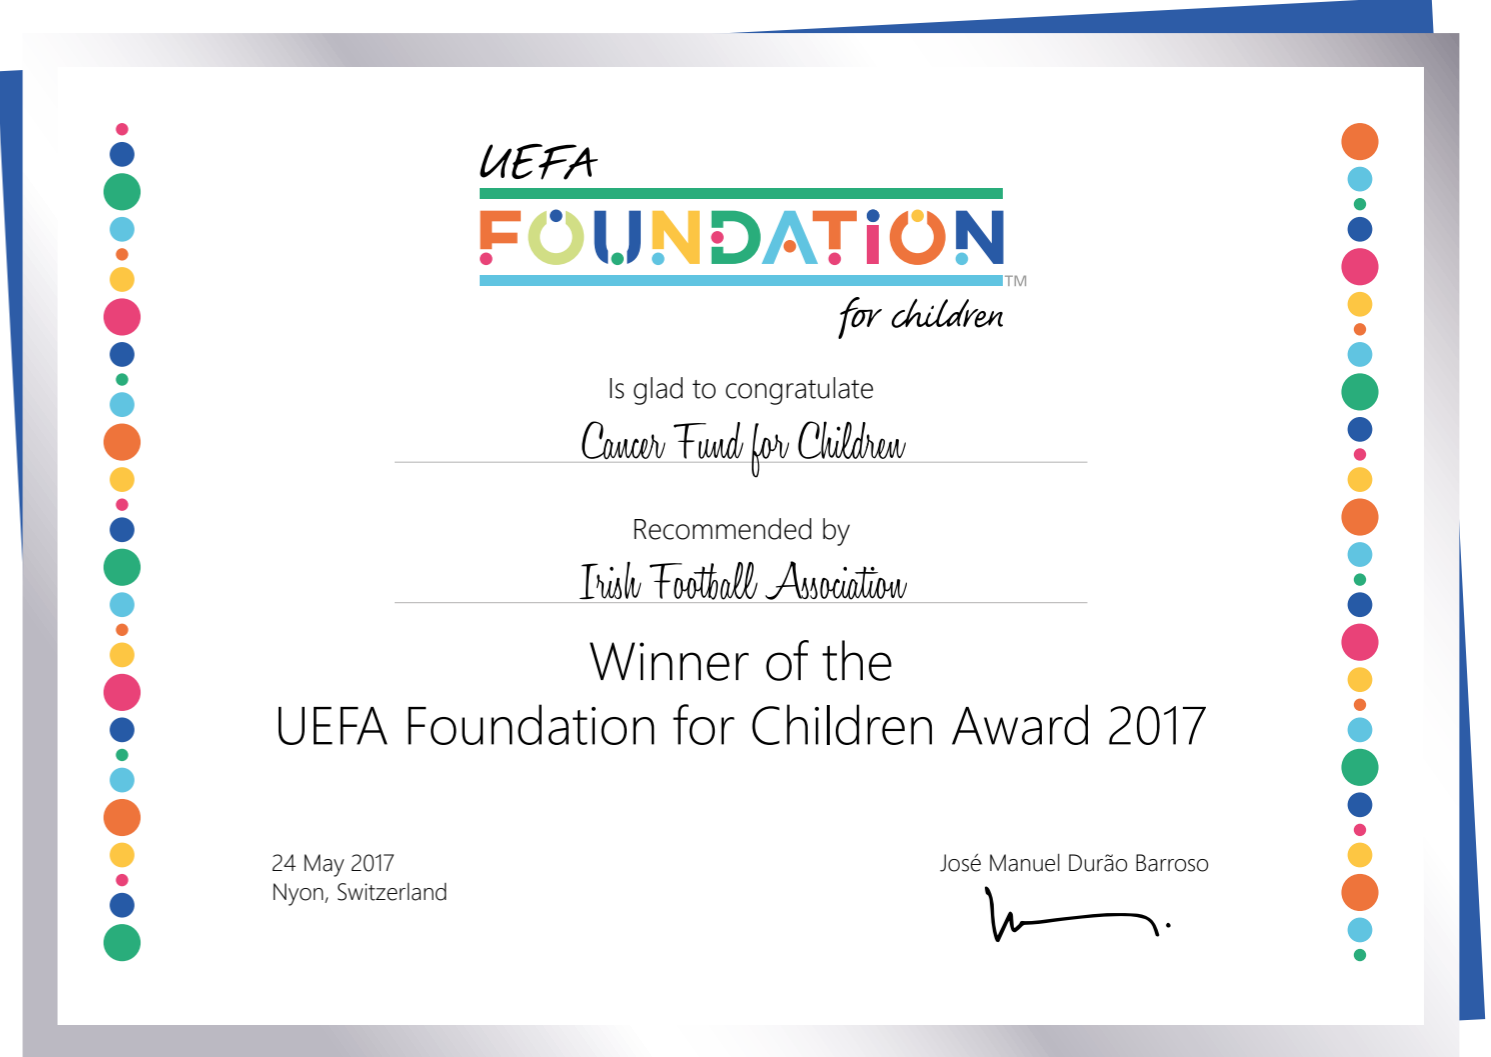 UEFA
FOUNDATION
TM
for children
Is glad to congratulate
Cancer Fund for Children
Recommended by
Irish Football Association
Winner of the
UEFA Foundation for Children Award 2017
24 May 2017
Nyon, Switzerland
José Manuel Durão Barroso